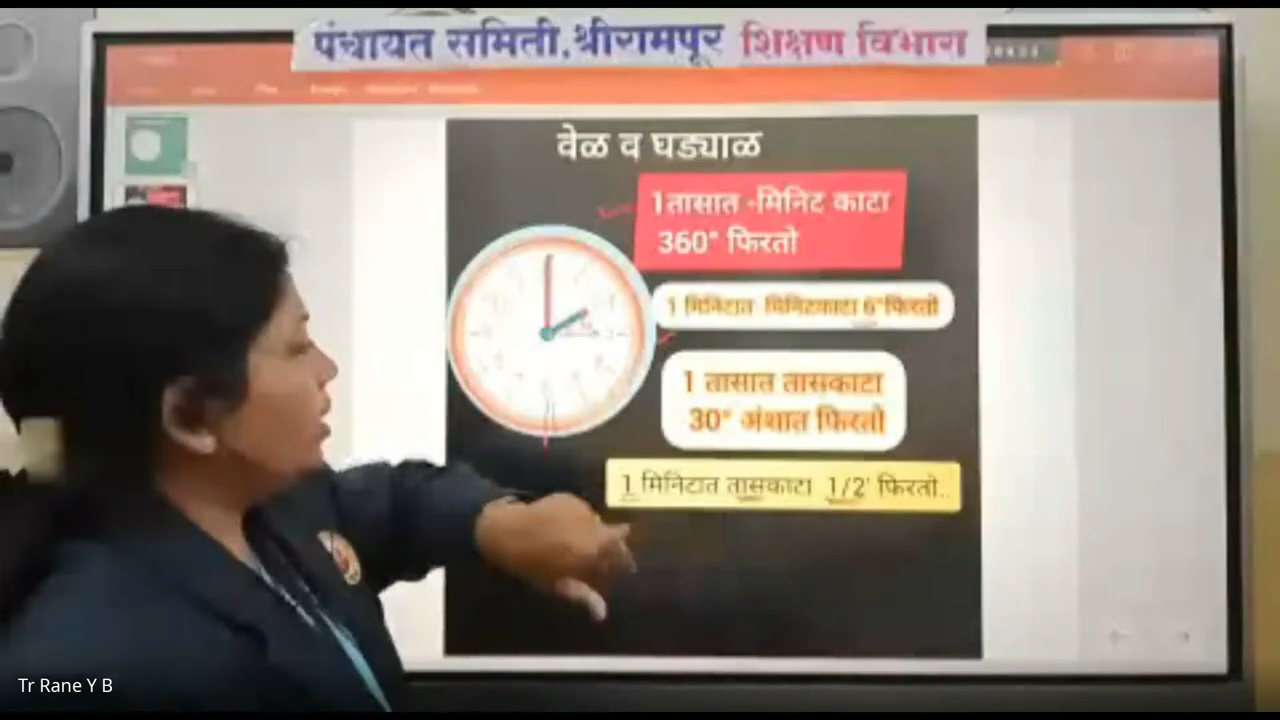 पंचायत समिती.श्रीरामपूर शिक्षण विभाग
वेळ व घड्याळ
1तासात -मिनिट काटा
360° फिरतो
1 मिनिटात मिनिटकाटा 6°फिरतो
1 तासात तासकाटा
30° अंशात फिरतो
1 मिनिटात तासकाटा 1/2' फिरतो..
Tr Rane Y B